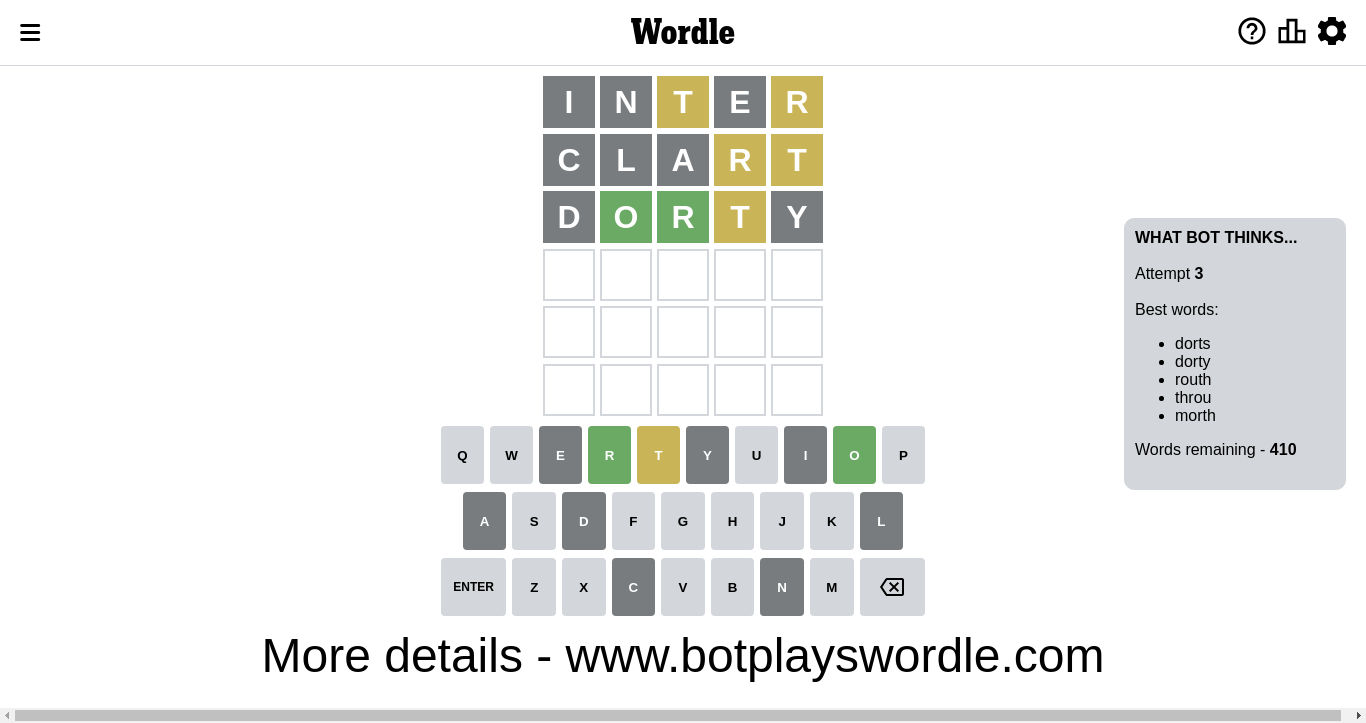 Wordle
I N T E R
C L A R T
D O R T Y
WHAT BOT THINKS...
Attempt 3
Best words:
dorts
dorty
routh
throu
morth
Words remaining - 410
Q W E R T Y U I O P
A S D F G H J K L
ENTER Z X C V B N M
More details - www.botplayswordle.com